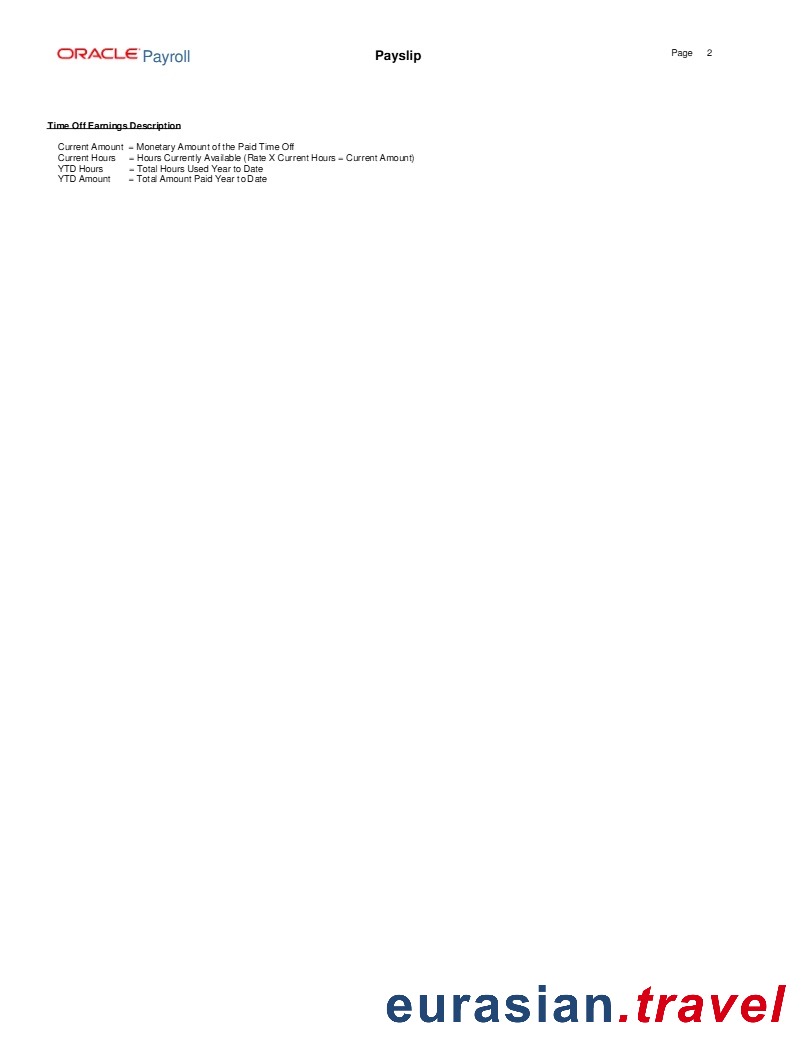 ORACLE Payroll
Payslip
Page 2
Time Off Earnings Description
Current Amount = Monetary Amount of the Paid Time Off
Current Hours = Hours Currently Available (Rate X Current Hours = Current Amount)
YTD Hours = Total Hours Used Year to Date
YTD Amount = Total Amount Paid Year to Date
eurasian.travel